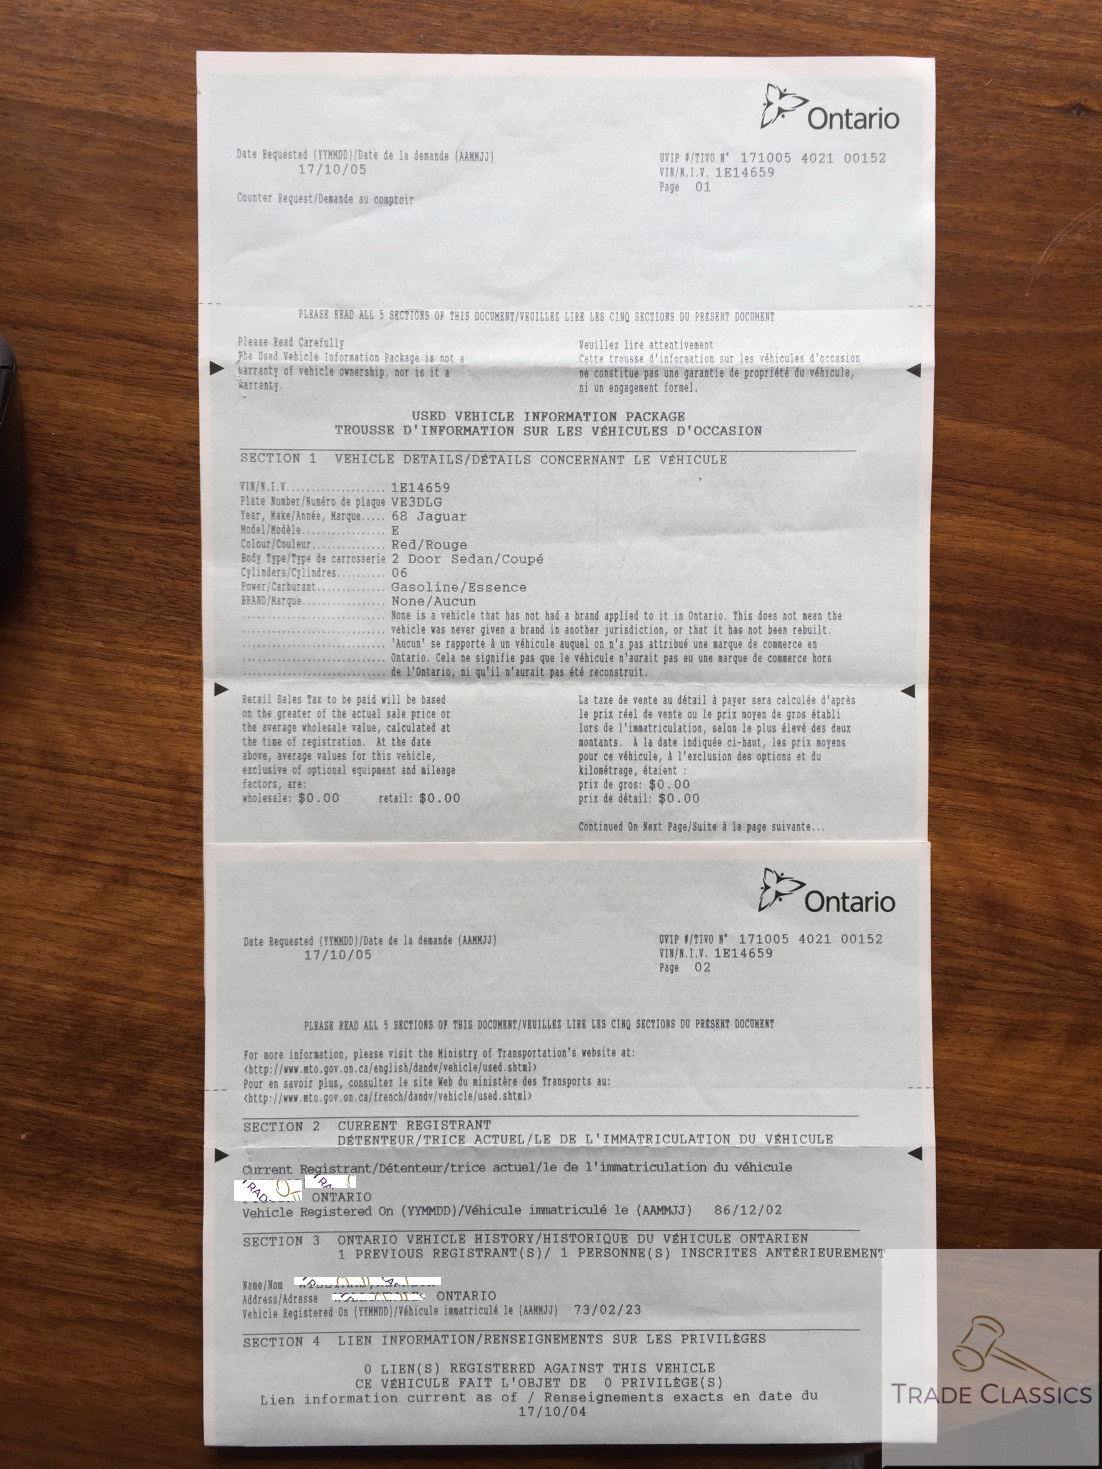 Ontario
Date Requested (YYMMDD)/Date de la demande (AAMMJJ)
17/10/05
UVIP #/TIVO N° 171005 4021 00152
VIN/N.I.V. 1E14659
Page 01
Counter Request/Demande au comptoir
PLEASE READ ALL 5 SECTIONS OF THIS DOCUMENT/VEUILLEZ LIRE LES CINQ SECTIONS DU PRÉSENT DOCUMENT
Please Read Carefully
The Used Vehicle Information Package is not a
warranty of vehicle ownership, nor is it a
warranty.
Veuillez lire attentivement
Cette trousse d'information sur les véhicules d'occasion
ne constitue pas une garantie de propriété du véhicule,
ni un engagement formel.
USED VEHICLE INFORMATION PACKAGE
TROUSSE D'INFORMATION SUR LES VÉHICULES D'OCCASION
SECTION 1 VEHICLE DETAILS/DÉTAILS CONCERNANT LE VÉHICULE
VIN/N.I.V................... 1E14659
Plate Number/Numéro de plaque VE3DLG
Year, Make/Année, Marque..... 68 Jaguar
Model/Modèle................ E
Colour/Couleur.............. Red/Rouge
Body Type/Type de carrosserie 2 Door Sedan/Coupé
Cylinders/Cylindres.......... 06
Power/Carburant............. Gasoline/Essence
BRAND/Marque................ None/Aucun
............................ None is a vehicle that has not had a brand applied to it in Ontario. This does not mean the
............................ vehicle was never given a brand in another jurisdiction, or that it has not been rebuilt.
............................ 'Aucun' se rapporte à un véhicule auquel on n'a pas attribué une marque de commerce en
............................ Ontario. Cela ne signifie pas que le véhicule n'aurait pas eu une marque de commerce hors
............................ de l'Ontario, ni qu'il n'aurait pas été reconstruit.
Retail Sales Tax to be paid will be based
on the greater of the actual sale price or
the average wholesale value, calculated at
the time of registration. At the date
above, average values for this vehicle,
exclusive of optional equipment and mileage
factors, are:
wholesale: $0.00 retail: $0.00
La taxe de vente au détail à payer sera calculée d'après
le prix réel de vente ou le prix moyen de gros établi
lors de l'immatriculation, selon le plus élevé des deux
montants. À la date indiquée ci-haut, les prix moyens
pour ce véhicule, à l'exclusion des options et du
kilométrage, étaient :
prix de gros: $0.00
prix de détail: $0.00
Continued On Next Page/Suite à la page suivante...
Ontario
Date Requested (YYMMDD)/Date de la demande (AAMMJJ)
17/10/05
UVIP #/TIVO N° 171005 4021 00152
VIN/N.I.V. 1E14659
Page 02
PLEASE READ ALL 5 SECTIONS OF THIS DOCUMENT/VEUILLEZ LIRE LES CINQ SECTIONS DU PRÉSENT DOCUMENT
For more information, please visit the Ministry of Transportation's website at:
<http://www.mto.gov.on.ca/english/dandv/vehicle/used.shtml>
Pour en savoir plus, consultez le site Web du ministère des Transports au:
<http://www.mto.gov.on.ca/french/dandv/vehicle/used.shtml>
SECTION 2 CURRENT REGISTRANT
DÉTENTEUR/TRICE ACTUEL/LE DE L'IMMATRICULATION DU VÉHICULE
Current Registrant/Détenteur/trice actuel/le de l'immatriculation du véhicule
ONTARIO
Vehicle Registered On (YYMMDD)/Véhicule immatriculé le (AAMMJJ) 86/12/02
SECTION 3 ONTARIO VEHICLE HISTORY/HISTORIQUE DU VÉHICULE ONTARIEN
1 PREVIOUS REGISTRANT(S)/ 1 PERSONNE(S) INSCRITES ANTÉRIEUREMENT
Name/Nom
Address/Adresse ONTARIO
Vehicle Registered On (YYMMDD)/Véhicule immatriculé le (AAMMJJ) 73/02/23
SECTION 4 LIEN INFORMATION/RENSEIGNEMENTS SUR LES PRIVILÈGES
0 LIEN(S) REGISTERED AGAINST THIS VEHICLE
CE VÉHICULE FAIT L'OBJET DE 0 PRIVILÈGE(S)
Lien information current as of / Renseignements exacts en date du
17/10/04
TRADE CLASSICS